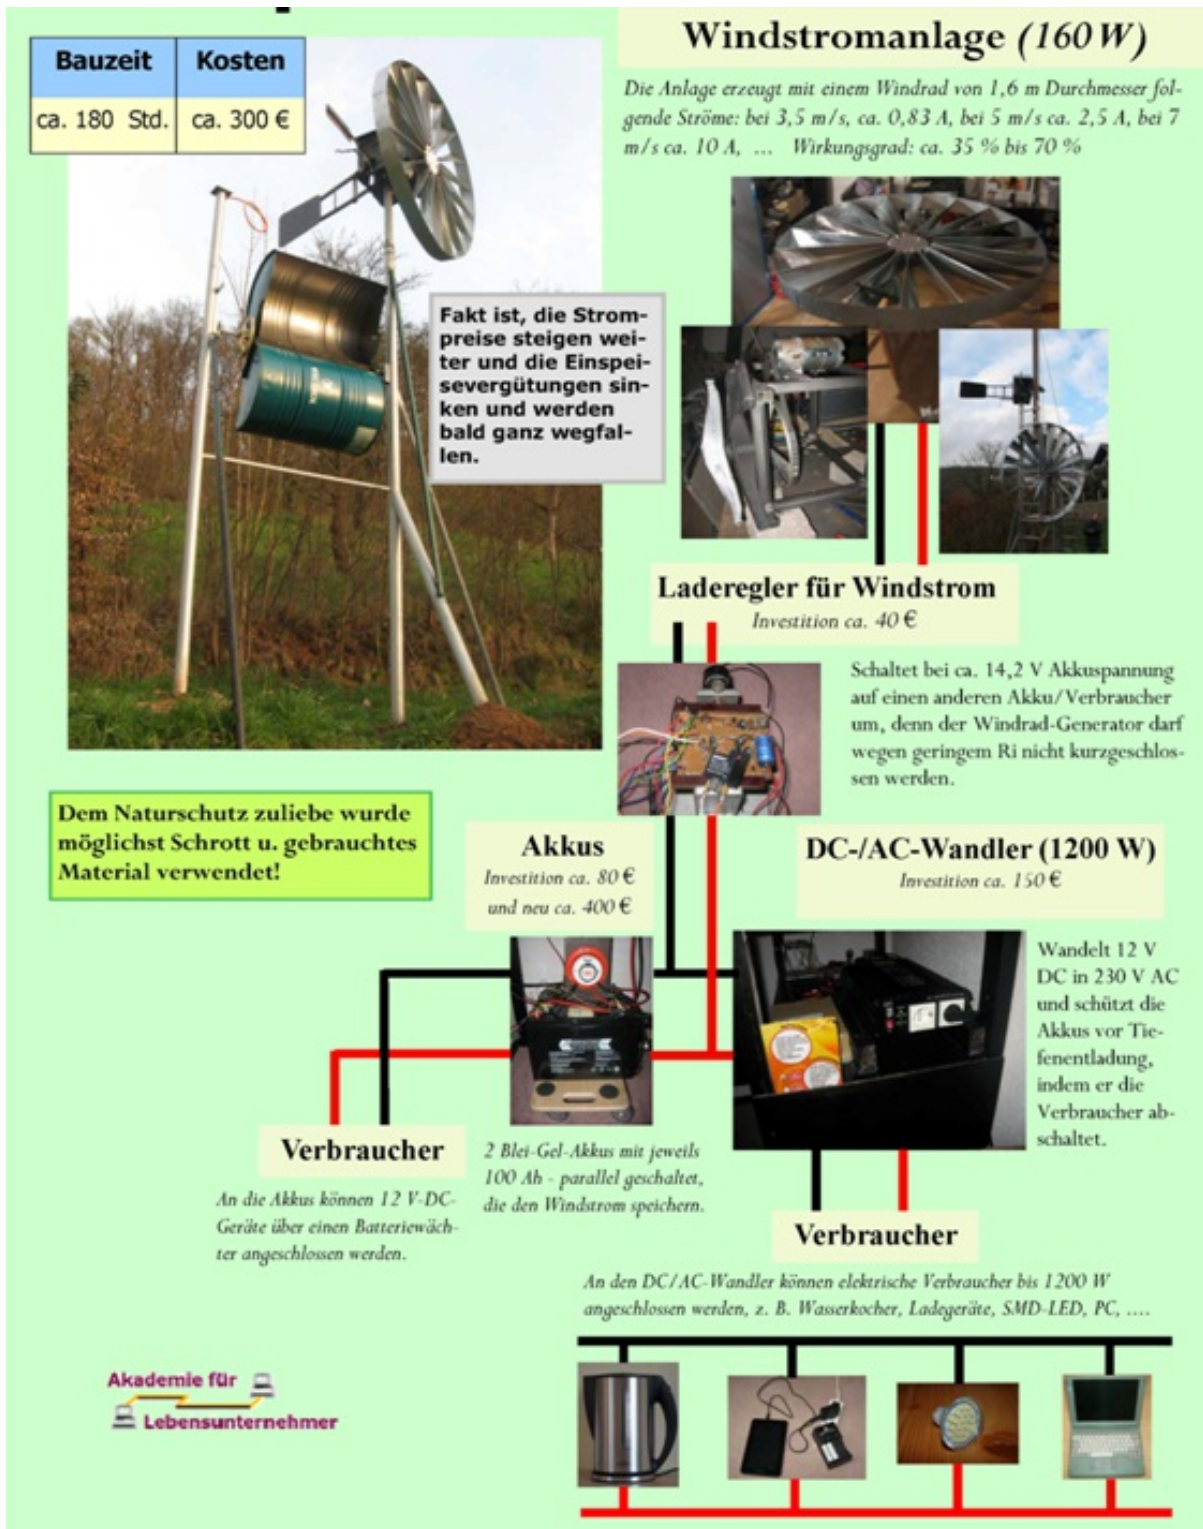 Bauzeit
Kosten
ca. 180 Std.
ca. 300 €
Windstromanlage (160 W)
Die Anlage erzeugt mit einem Windrad von 1,6 m Durchmesser fol-
gende Ströme: bei 3,5 m/s, ca. 0,83 A, bei 5 m/s ca. 2,5 A, bei 7
m/s ca. 10 A, ... Wirkungsgrad: ca. 35 % bis 70 %
Fakt ist, die Strom-
preise steigen wei-
ter und die Einspei-
severgütungen sin-
ken und werden
bald ganz wegfal-
len.
Laderegler für Windstrom
Investition ca. 40 €
Schaltet bei ca. 14,2 V Akkuspannung
auf einen anderen Akku/Verbraucher
um, denn der Windrad-Generator darf
wegen geringem Ri nicht kurzgeschlos-
sen werden.
Dem Naturschutz zuliebe wurde
möglichst Schrott u. gebrauchtes
Material verwendet!
Akkus
Investition ca. 80 €
und neu ca. 400 €
DC-/AC-Wandler (1200 W)
Investition ca. 150 €
Wandelt 12 V
DC in 230 V AC
und schützt die
Akkus vor Tie-
fenentladung,
indem er die
Verbraucher ab-
schaltet.
Verbraucher
An die Akkus können 12 V-DC-
Geräte über einen Batteriewäch-
ter angeschlossen werden.
2 Blei-Gel-Akkus mit jeweils
100 Ah - parallel geschaltet,
die den Windstrom speichern.
Verbraucher
An den DC/AC-Wandler können elektrische Verbraucher bis 1200 W
angeschlossen werden, z. B. Wasserkocher, Ladegeräte, SMD-LED, PC, ....
Akademie für
Lebensunternehmer